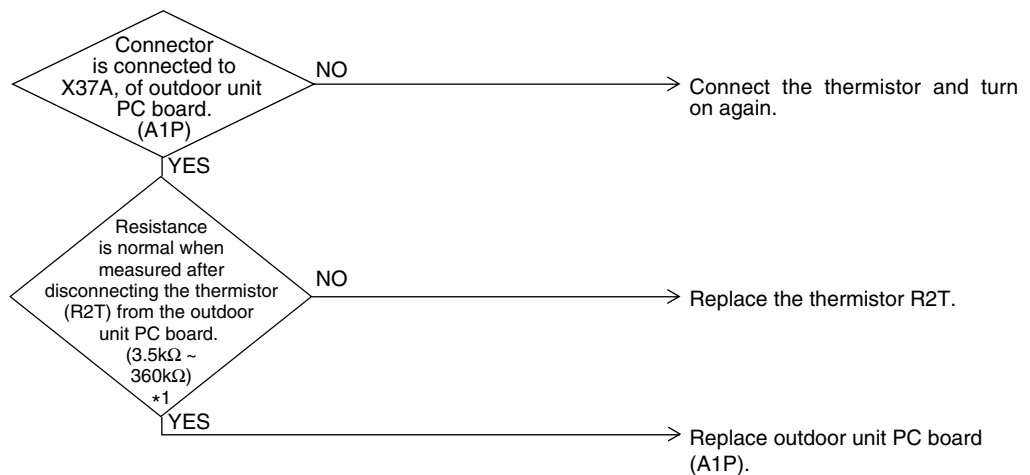 Connector
is connected to
X37A, of outdoor unit
PC board.
(A1P)
NO
Connect the thermistor and turn
on again.
YES
Resistance
is normal when
measured after
disconnecting the thermistor
(R2T) from the outdoor
unit PC board.
(3.5kΩ ~
360kΩ)
*1
NO
Replace the thermistor R2T.
YES
Replace outdoor unit PC board
(A1P).